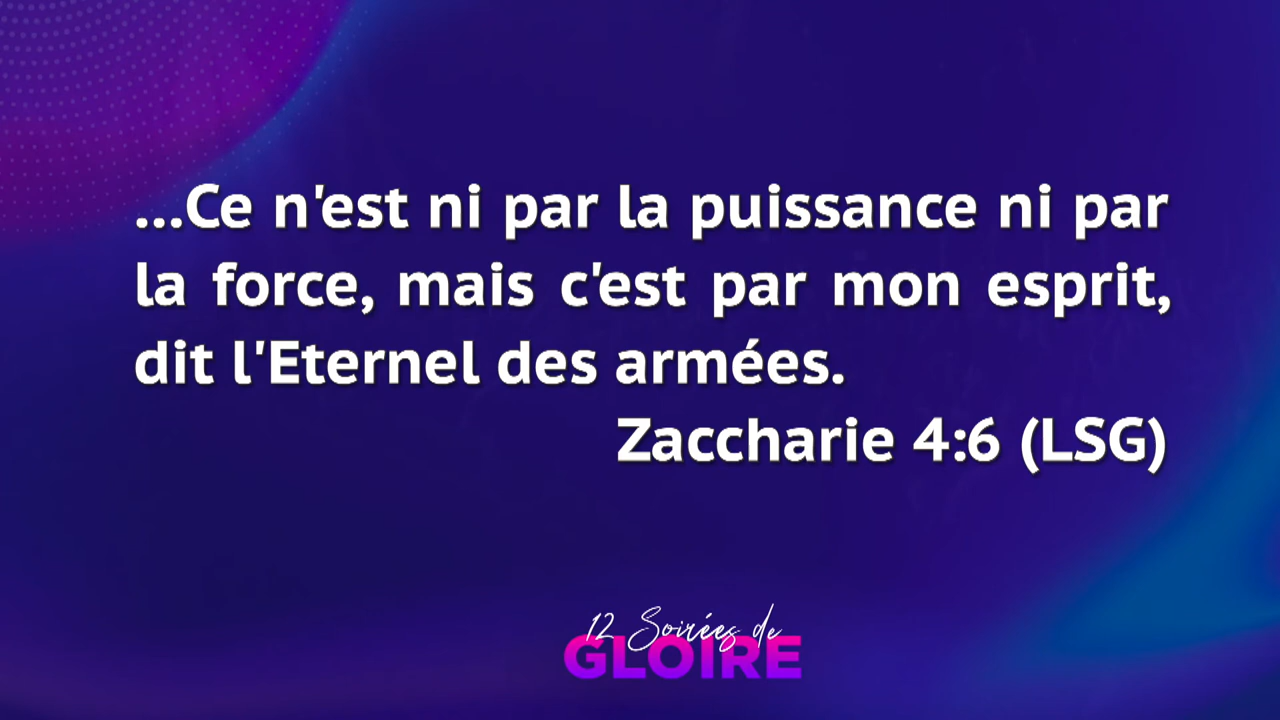 ...Ce n'est ni par la puissance ni par
la force, mais c'est par mon esprit,
dit l'Eternel des armées.
Zaccharie 4:6 (LSG)
12 Soirées de
GLOIRE